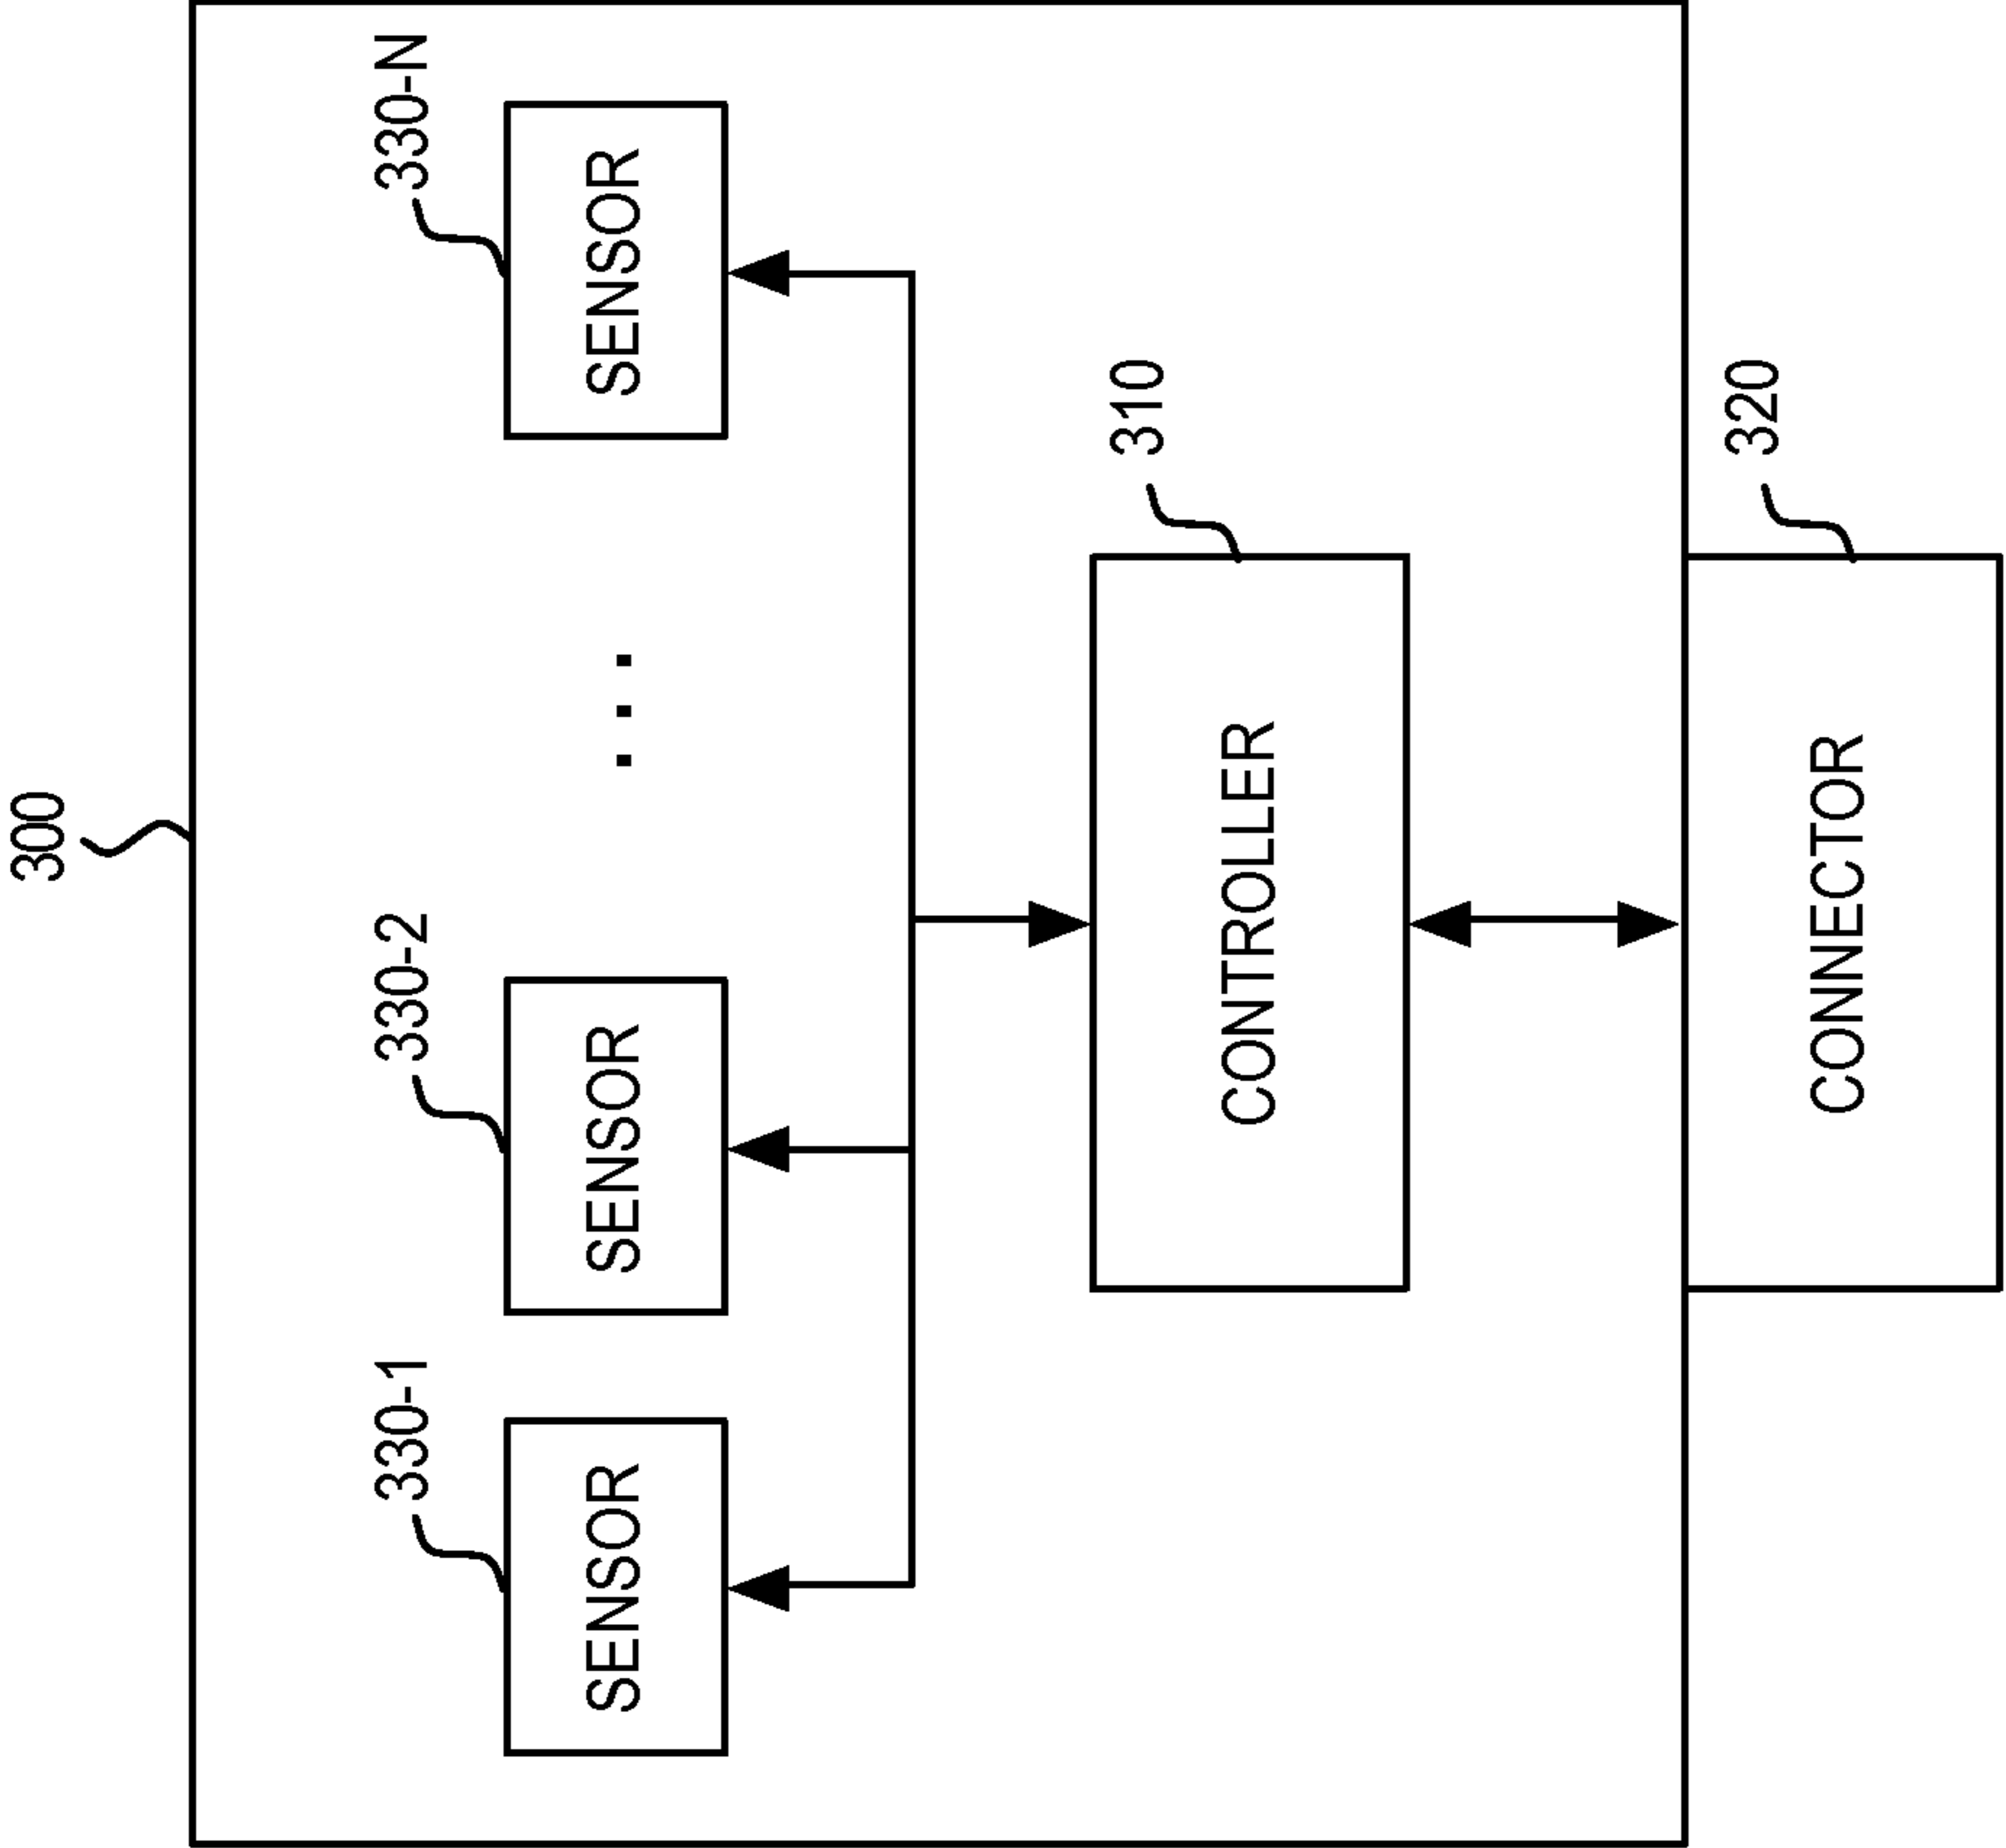 300
330-1
330-2
330-N
SENSOR
SENSOR
. . .
SENSOR
310
CONTROLLER
320
CONNECTOR